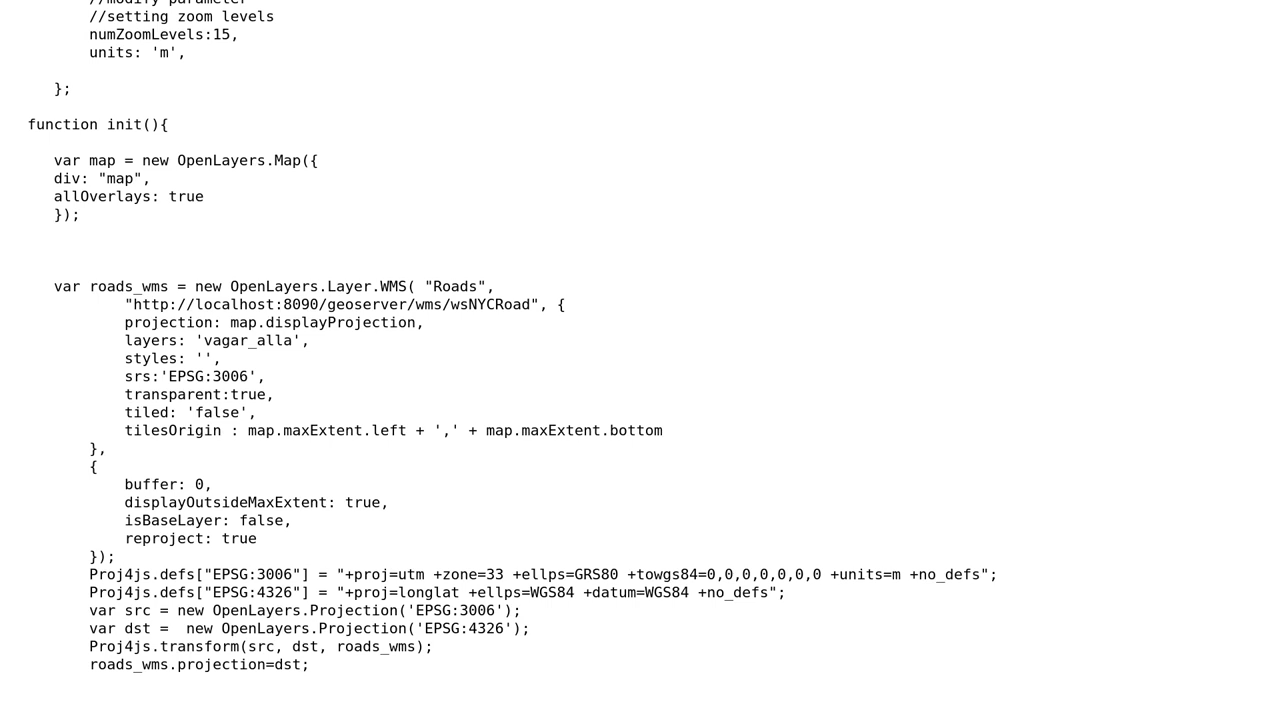 //modify parameter
//setting zoom levels
numZoomLevels:15,
units: 'm',
};
function init(){
var map = new OpenLayers.Map({
div: "map",
allOverlays: true
});
var roads_wms = new OpenLayers.Layer.WMS( "Roads",
"http://localhost:8090/geoserver/wms/wsNYCRoad", {
projection: map.displayProjection,
layers: 'vagar_alla',
styles: '',
srs:'EPSG:3006',
transparent:true,
tiled: 'false',
tilesOrigin : map.maxExtent.left + ',' + map.maxExtent.bottom
},
{
buffer: 0,
displayOutsideMaxExtent: true,
isBaseLayer: false,
reproject: true
});
Proj4js.defs["EPSG:3006"] = "+proj=utm +zone=33 +ellps=GRS80 +towgs84=0,0,0,0,0,0,0 +units=m +no_defs";
Proj4js.defs["EPSG:4326"] = "+proj=longlat +ellps=WGS84 +datum=WGS84 +no_defs";
var src = new OpenLayers.Projection('EPSG:3006');
var dst =  new OpenLayers.Projection('EPSG:4326');
Proj4js.transform(src, dst, roads_wms);
roads_wms.projection=dst;